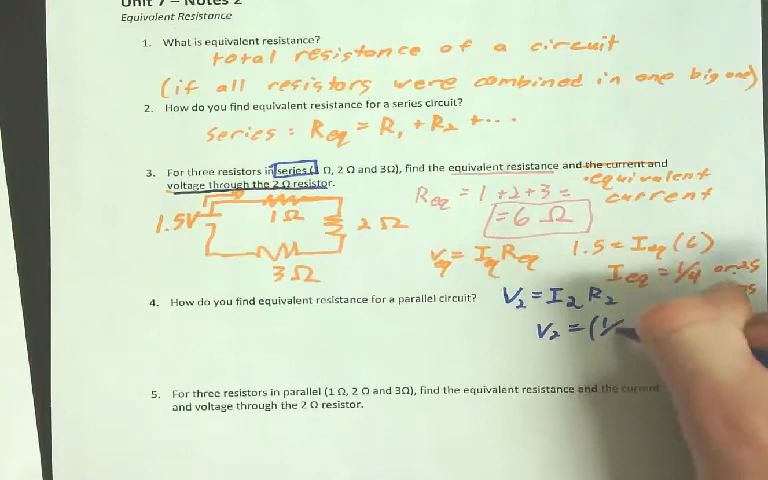 Unit 7 – Notes 2
Equivalent Resistance
1. What is equivalent resistance?
total resistance of a circuit
(if all resistors were combined in one big one)
2. How do you find equivalent resistance for a series circuit?
series : Req = R1 + R2 + ...
3. For three resistors in series (1 Ω, 2 Ω and 3Ω), find the equivalent resistance and the current and
voltage through the 2 Ω resistor.
equivalent
current
Req = 1 + 2 + 3 =
= 6 Ω
1.5V
1Ω
2Ω
3Ω
Veq = Ieq Req
1.5 = Ieq (6)
Ieq = 1/4 or .25
V2 = I2 R2
V2 = (1/
4. How do you find equivalent resistance for a parallel circuit?
5. For three resistors in parallel (1 Ω, 2 Ω and 3Ω), find the equivalent resistance and the current
and voltage through the 2 Ω resistor.